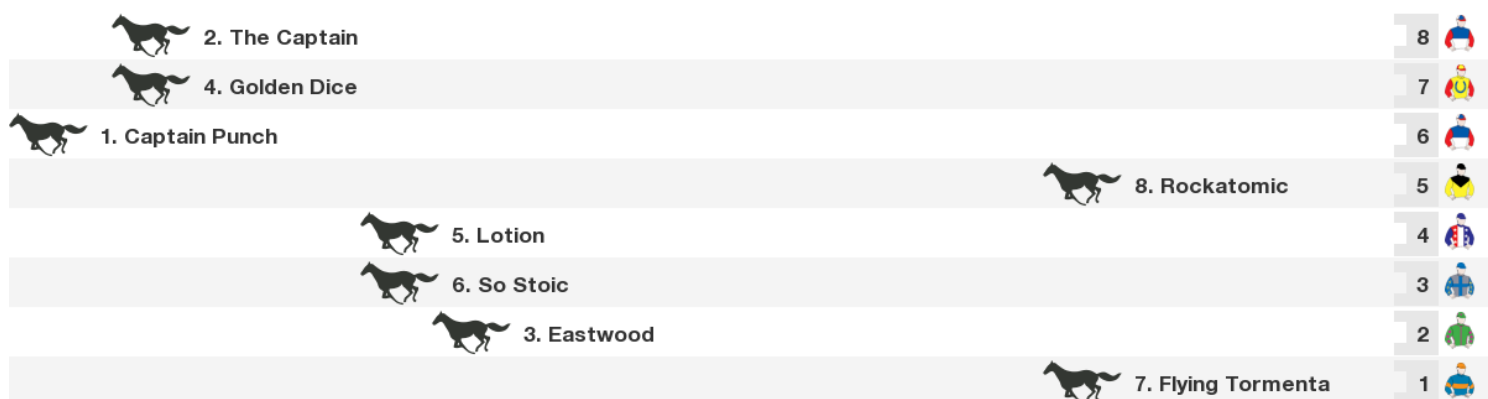 2. The Captain 8
4. Golden Dice 7
1. Captain Punch 6
8. Rockatomic 5
5. Lotion 4
6. So Stoic 3
3. Eastwood 2
7. Flying Tormenta 1